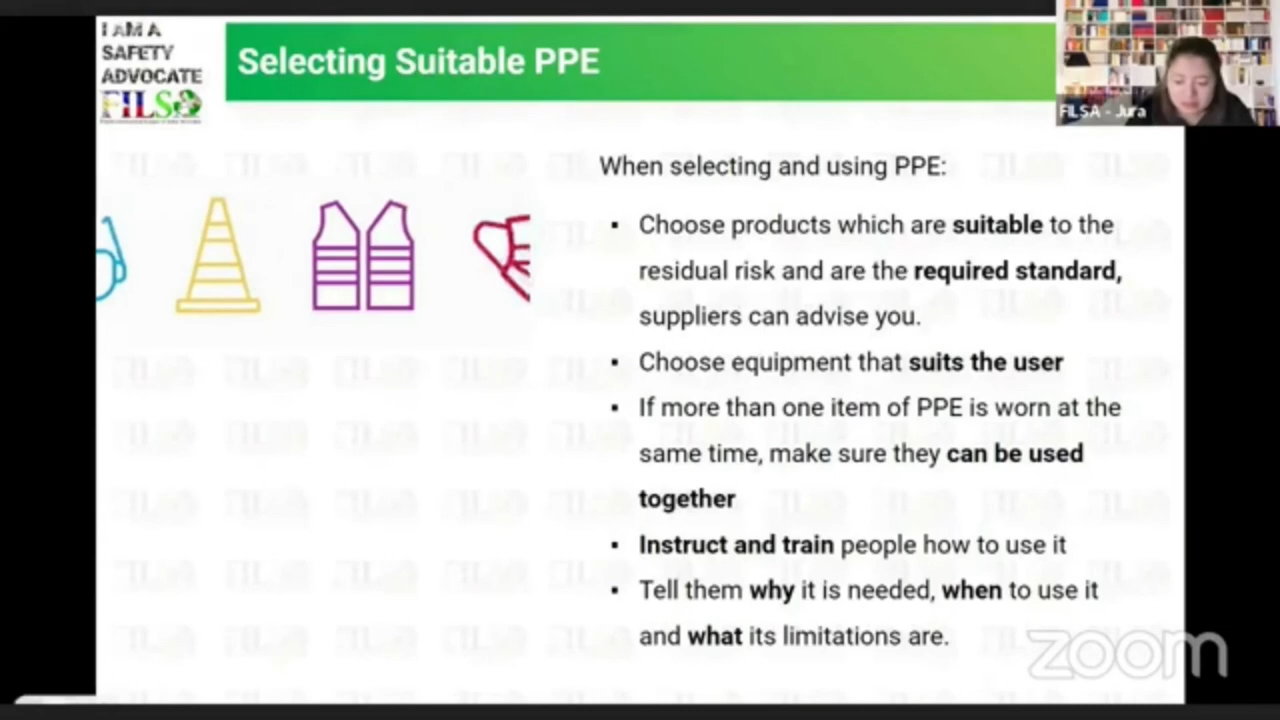 I AM A
SAFETY
ADVOCATE
FILSA
Selecting Suitable PPE
FILSA - Jura
When selecting and using PPE:
▪ Choose products which are suitable to the
residual risk and are the required standard,
suppliers can advise you.
▪ Choose equipment that suits the user
▪ If more than one item of PPE is worn at the
same time, make sure they can be used
together
▪ Instruct and train people how to use it
▪ Tell them why it is needed, when to use it
and what its limitations are.
zoom